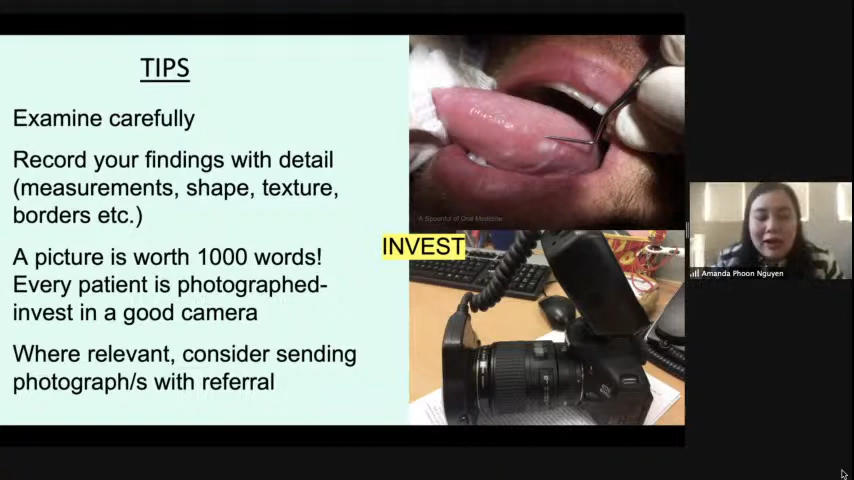 TIPS
Examine carefully
Record your findings with detail
(measurements, shape, texture,
borders etc.)
A picture is worth 1000 words!
Every patient is photographed-
invest in a good camera
Where relevant, consider sending
photograph/s with referral
A Spoonful of Oral Medicine
INVEST
Amanda Phoon Nguyen